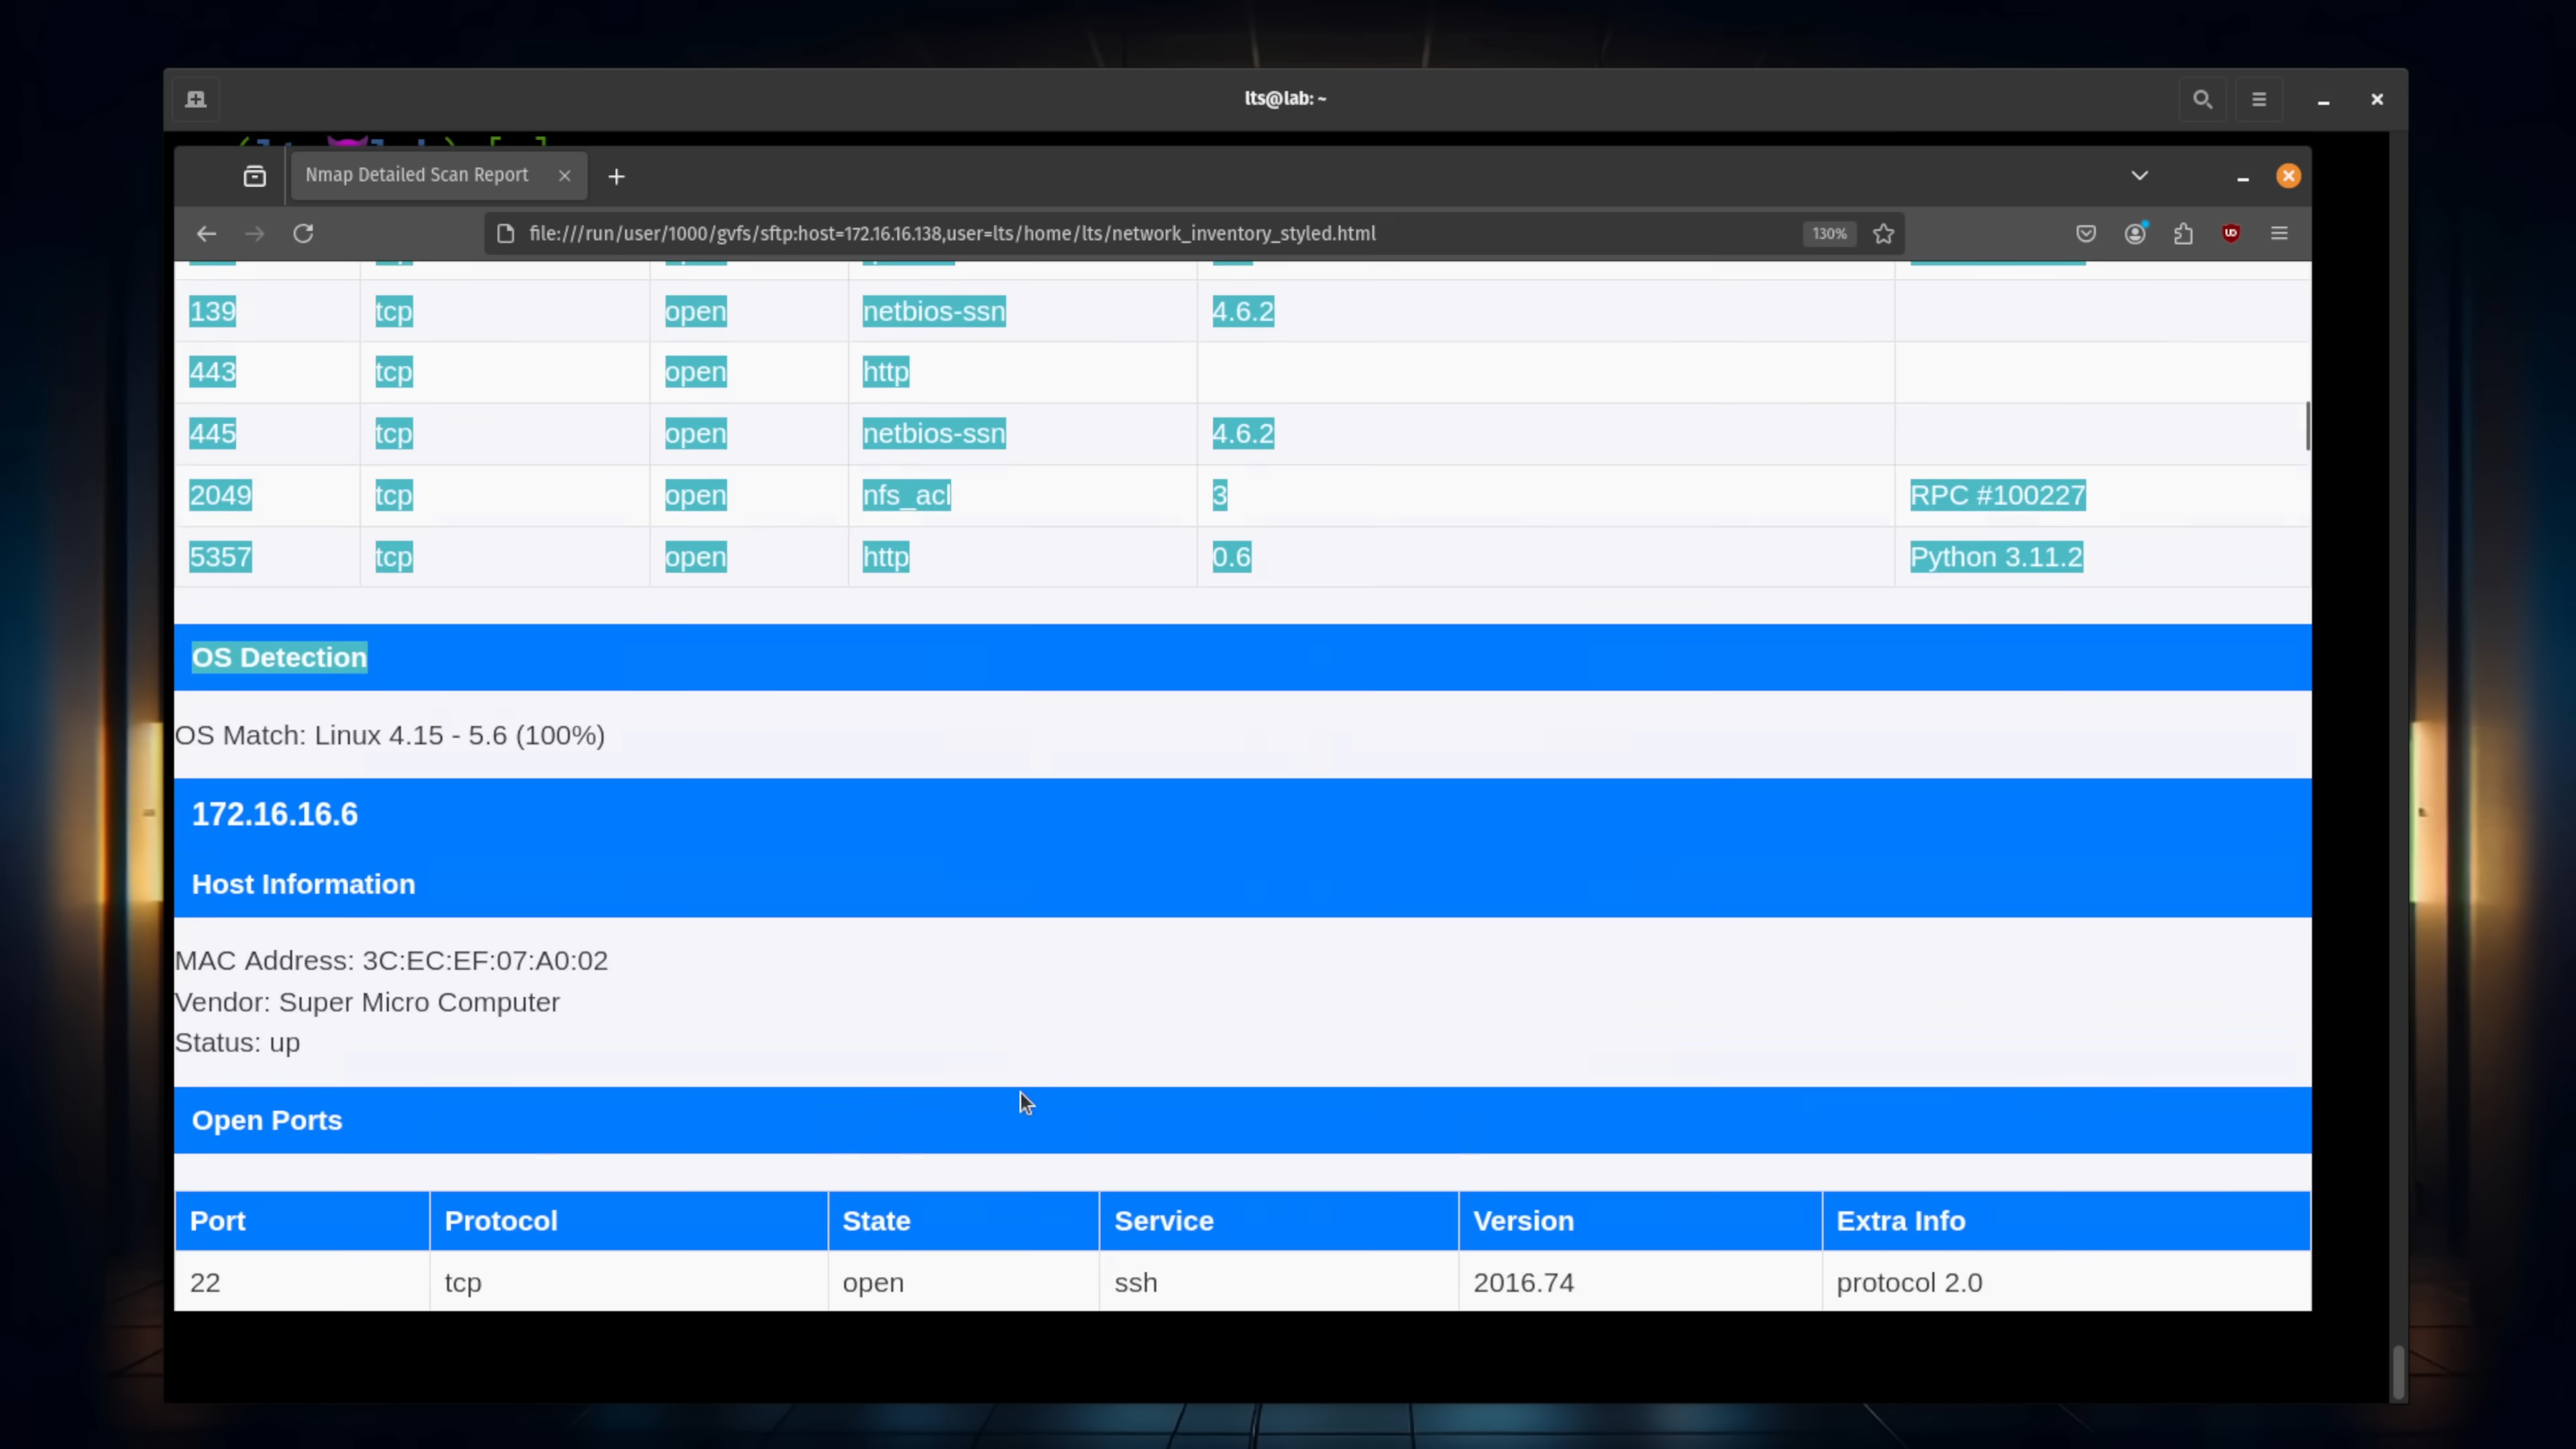 lts@lab: ~
Nmap Detailed Scan Report
file:///run/user/1000/gvfs/sftp:host=172.16.16.138,user=lts/home/lts/network_inventory_styled.html 130%
139 tcp open netbios-ssn 4.6.2
443 tcp open http
445 tcp open netbios-ssn 4.6.2
2049 tcp open nfs_acl 3 RPC #100227
5357 tcp open http 0.6 Python 3.11.2
OS Detection
OS Match: Linux 4.15 - 5.6 (100%)
172.16.16.6
Host Information
MAC Address: 3C:EC:EF:07:A0:02
Vendor: Super Micro Computer
Status: up
Open Ports
Port Protocol State Service Version Extra Info
22 tcp open ssh 2016.74 protocol 2.0